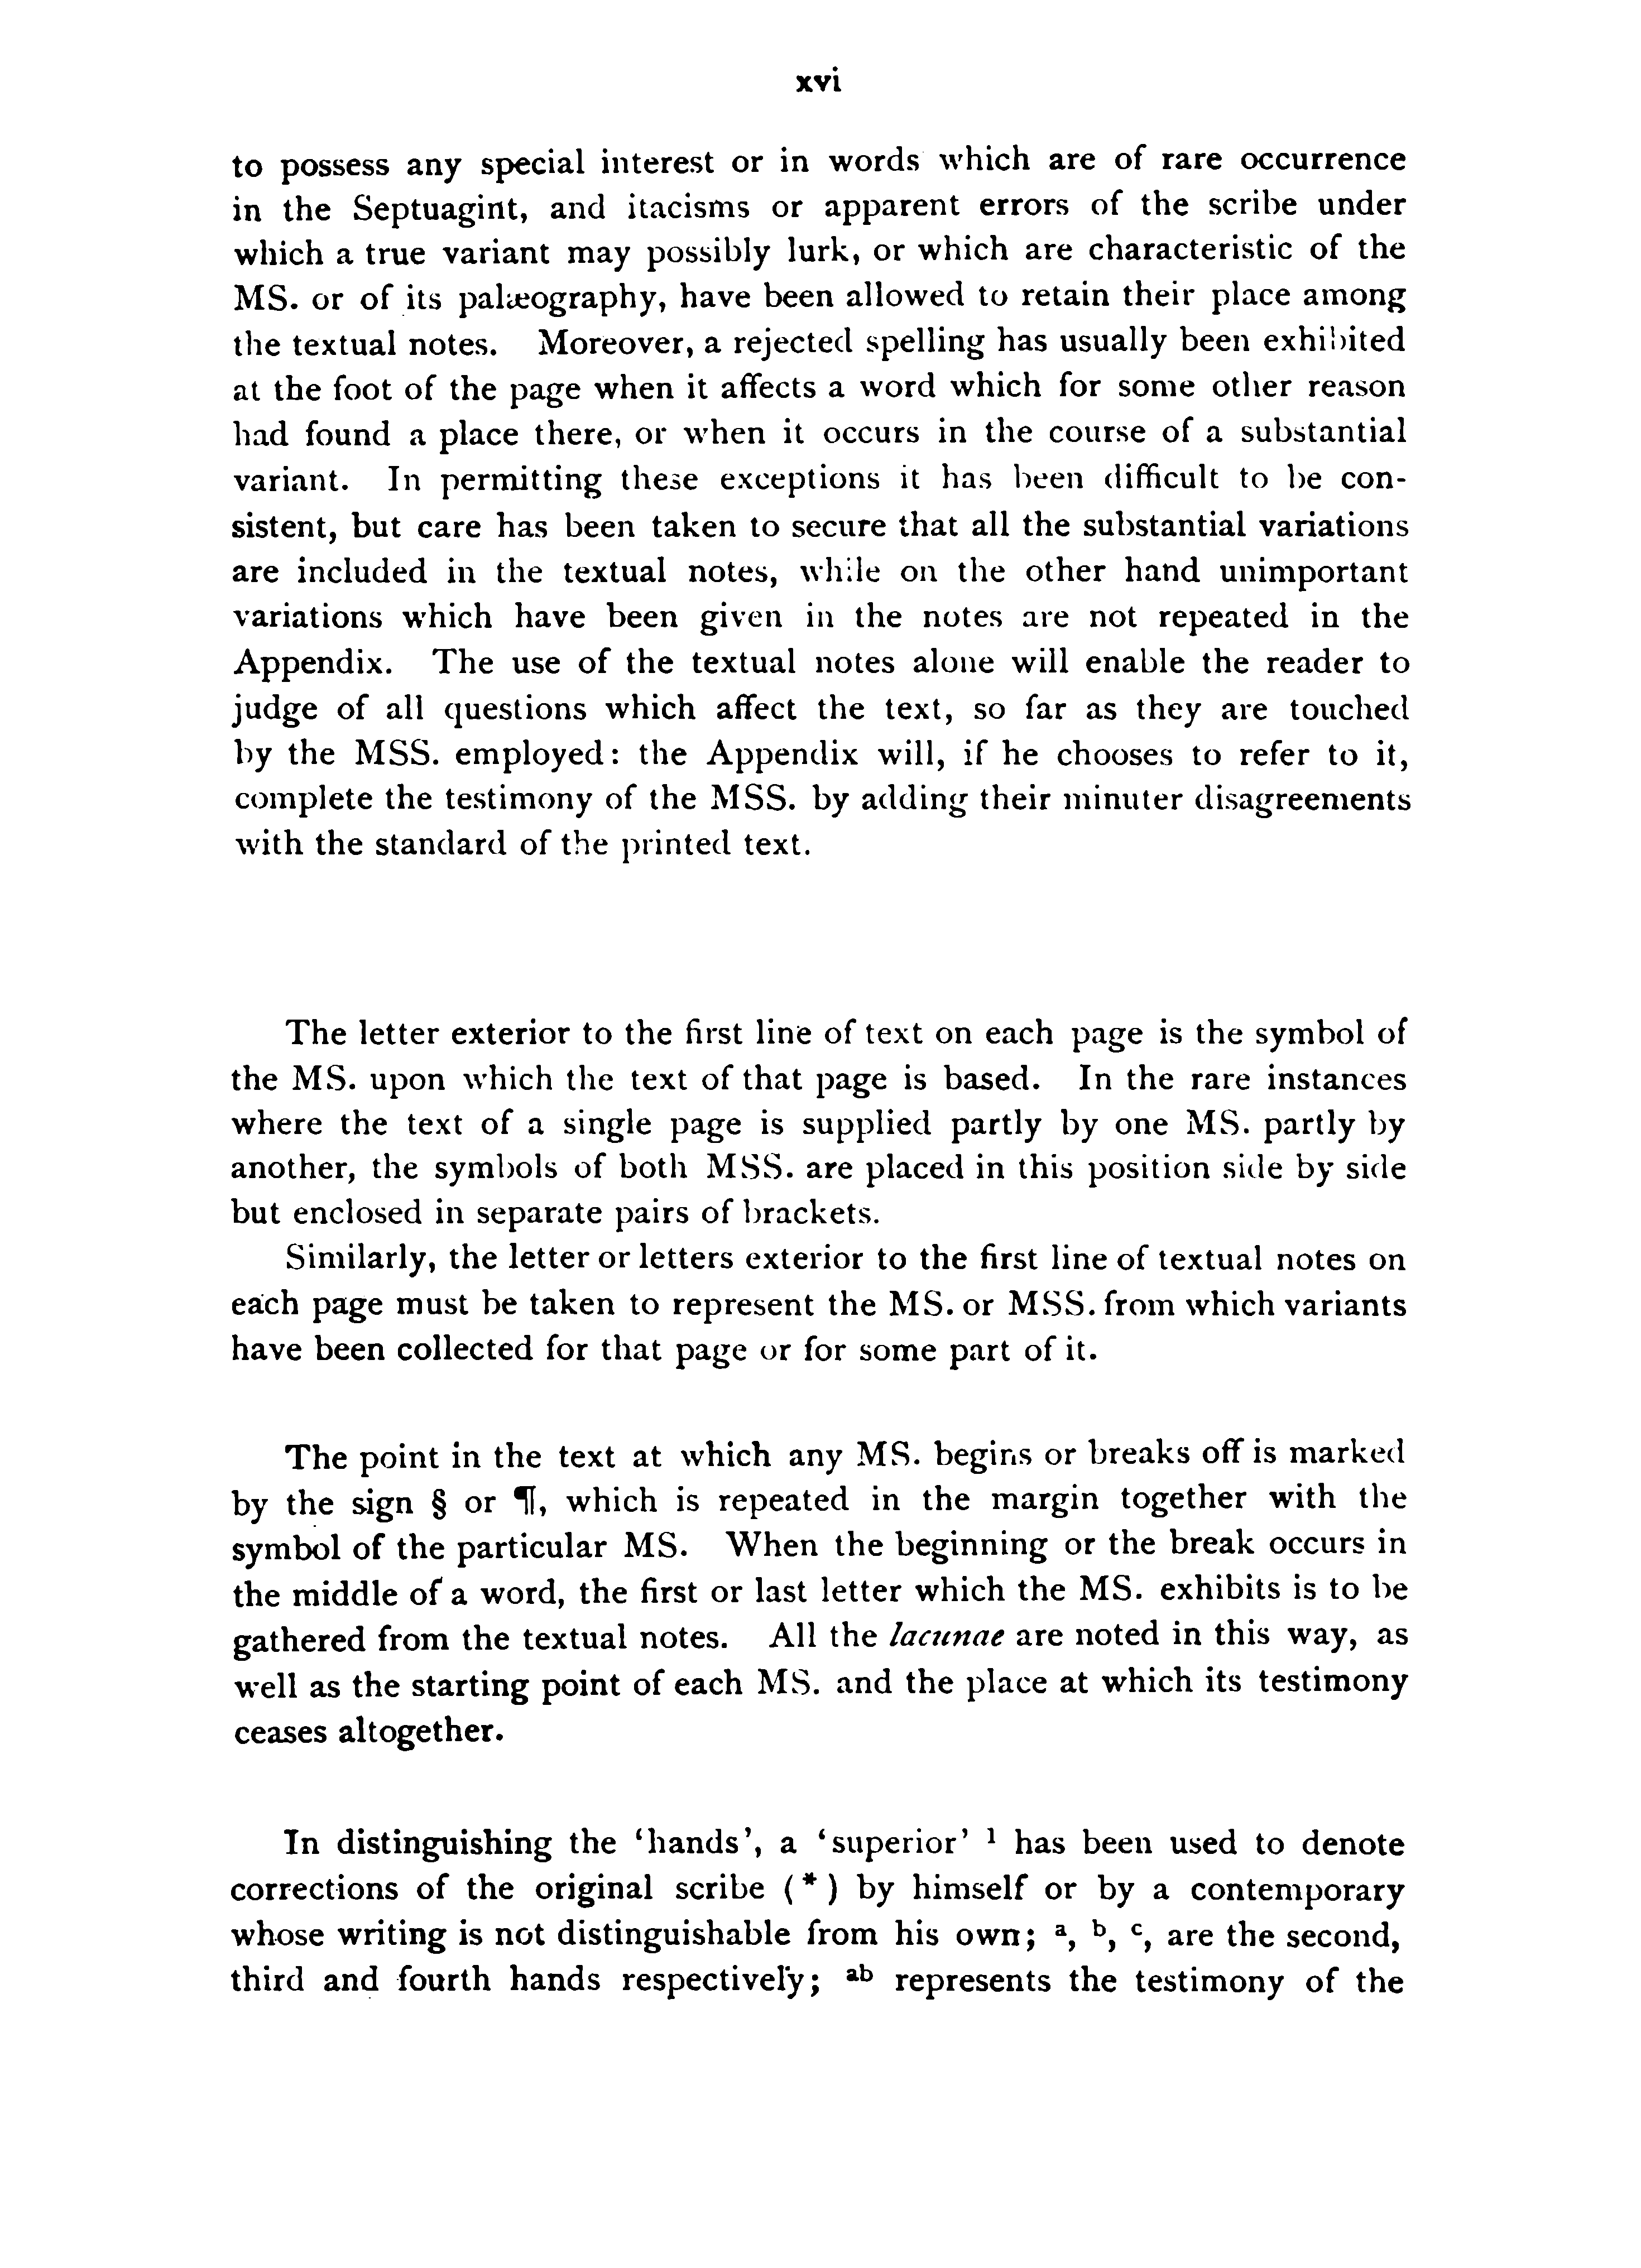 xvi
to possess any special interest or in words which are of rare occurrence
in the Septuagint, and itacisms or apparent errors of the scribe under
which a true variant may possibly lurk, or which are characteristic of the
MS. or of its palæography, have been allowed to retain their place among
the textual notes. Moreover, a rejected spelling has usually been exhibited
at the foot of the page when it affects a word which for some other reason
had found a place there, or when it occurs in the course of a substantial
variant. In permitting these exceptions it has been difficult to be con-
sistent, but care has been taken to secure that all the substantial variations
are included in the textual notes, while on the other hand unimportant
variations which have been given in the notes are not repeated in the
Appendix. The use of the textual notes alone will enable the reader to
judge of all questions which affect the text, so far as they are touched
by the MSS. employed: the Appendix will, if he chooses to refer to it,
complete the testimony of the MSS. by adding their minuter disagreements
with the standard of the printed text.
The letter exterior to the first line of text on each page is the symbol of
the MS. upon which the text of that page is based. In the rare instances
where the text of a single page is supplied partly by one MS. partly by
another, the symbols of both MSS. are placed in this position side by side
but enclosed in separate pairs of brackets.
Similarly, the letter or letters exterior to the first line of textual notes on
each page must be taken to represent the MS. or MSS. from which variants
have been collected for that page or for some part of it.
The point in the text at which any MS. begins or breaks off is marked
by the sign § or ¶, which is repeated in the margin together with the
symbol of the particular MS. When the beginning or the break occurs in
the middle of a word, the first or last letter which the MS. exhibits is to be
gathered from the textual notes. All the lacunae are noted in this way, as
well as the starting point of each MS. and the place at which its testimony
ceases altogether.
In distinguishing the ‘hands’, a ‘superior’ ¹ has been used to denote
corrections of the original scribe (*) by himself or by a contemporary
whose writing is not distinguishable from his own; ᵃ, ᵇ, ᶜ, are the second,
third and fourth hands respectively; ᵃᵇ represents the testimony of the